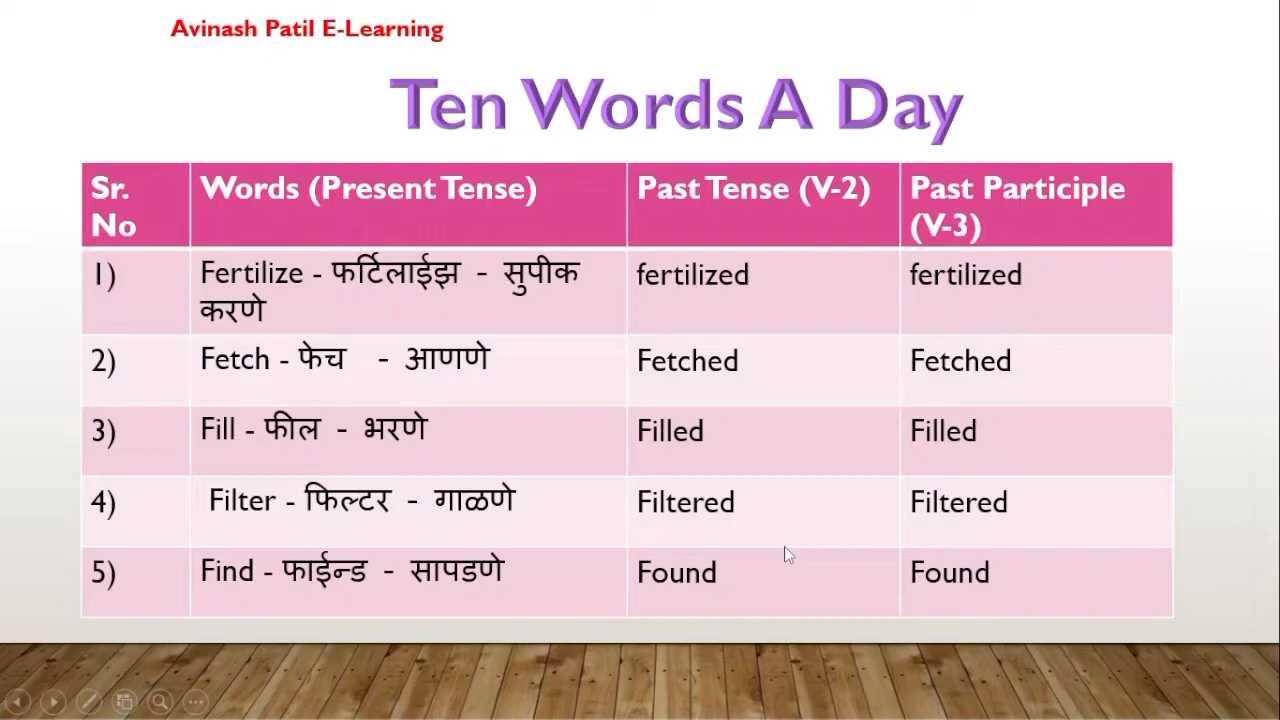 Avinash Patil E-Learning
Ten Words A Day
Sr. No Words (Present Tense) Past Tense (V-2) Past Participle (V-3)
1) Fertilize - फर्टिलाईझ - सुपीक करणे fertilized fertilized
2) Fetch - फेच - आणणे Fetched Fetched
3) Fill - फील - भरणे Filled Filled
4) Filter - फिल्टर - गाळणे Filtered Filtered
5) Find - फाईन्ड - सापडणे Found Found